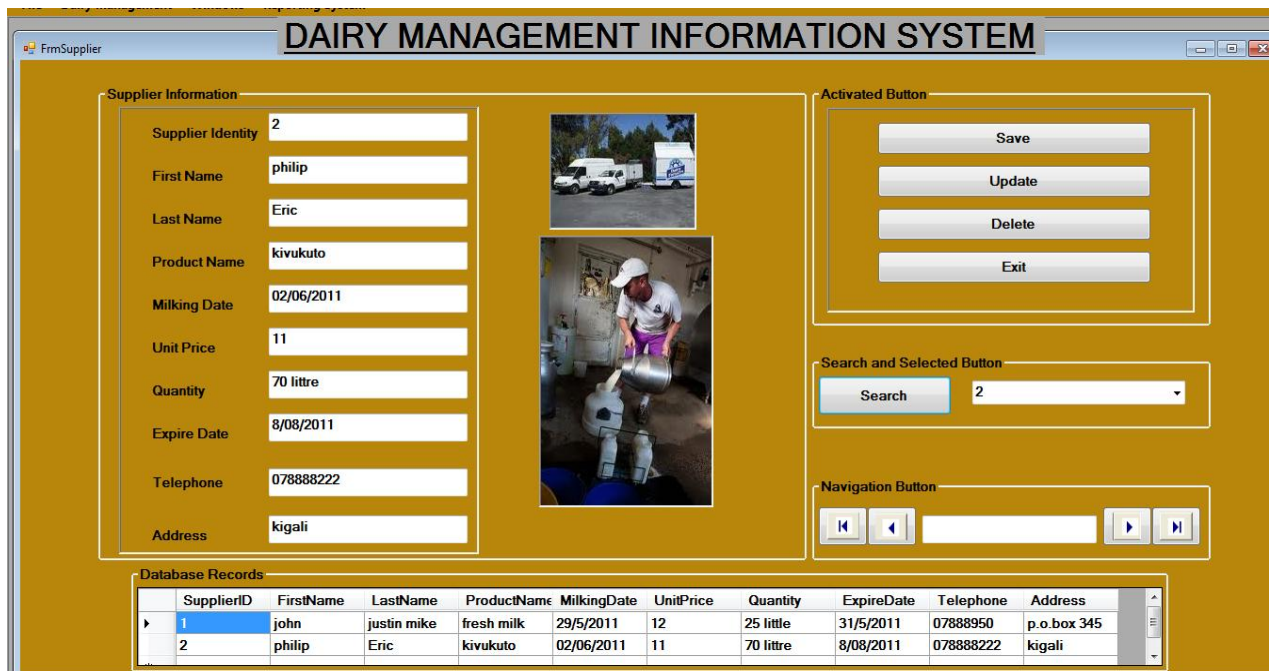 DAIRY MANAGEMENT INFORMATION SYSTEM
FrmSupplier
Supplier Information
Supplier Identity 2
First Name philip
Last Name Eric
Product Name kivukuto
Milking Date 02/06/2011
Unit Price 11
Quantity 70 littre
Expire Date 8/08/2011
Telephone 078888222
Address kigali
Activated Button
Save
Update
Delete
Exit
Search and Selected Button
Search 2
Navigation Button
Database Records
SupplierID FirstName LastName ProductName MilkingDate UnitPrice Quantity ExpireDate Telephone Address
1 john justin mike fresh milk 29/5/2011 12 25 little 31/5/2011 07888950 p.o.box 345
2 philip Eric kivukuto 02/06/2011 11 70 littre 8/08/2011 078888222 kigali